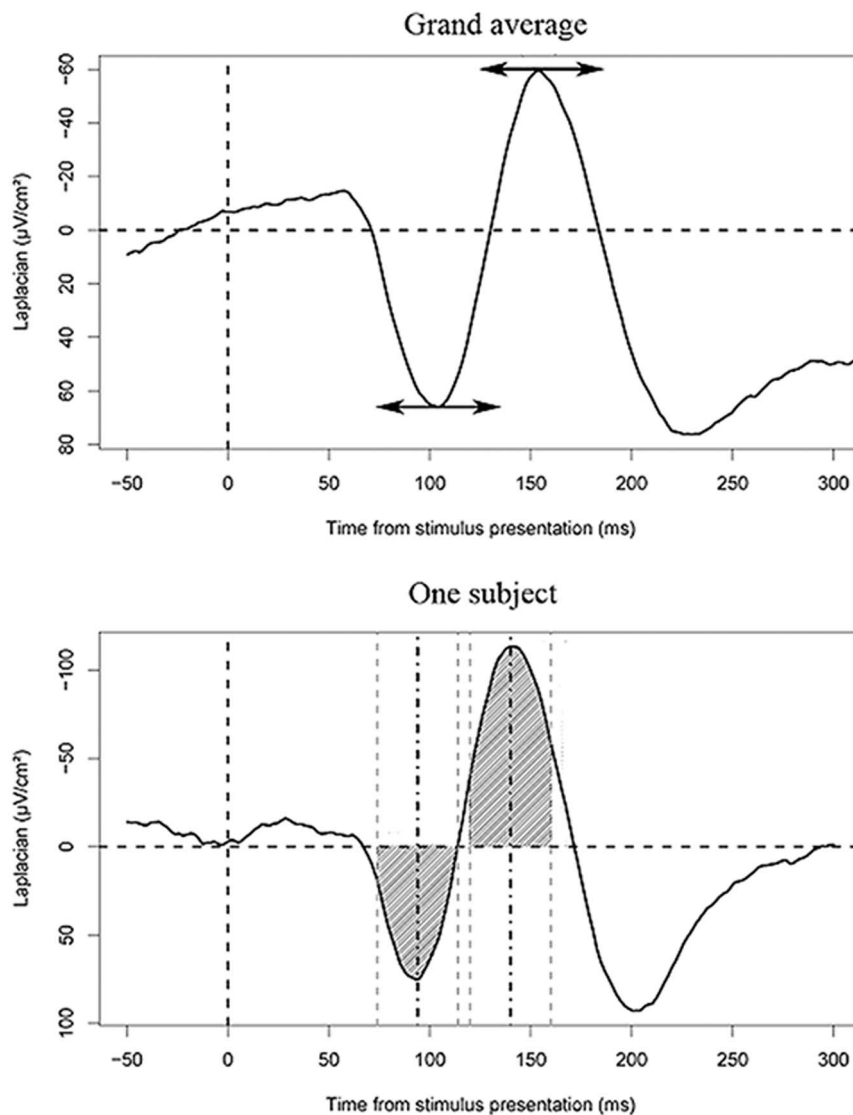 Grand average
Laplacian (µV/cm²)
-60
-40
-20
0
20
40
60
80
-50 0 50 100 150 200 250 300
Time from stimulus presentation (ms)
One subject
Laplacian (µV/cm²)
-100
-50
0
50
100
-50 0 50 100 150 200 250 300
Time from stimulus presentation (ms)